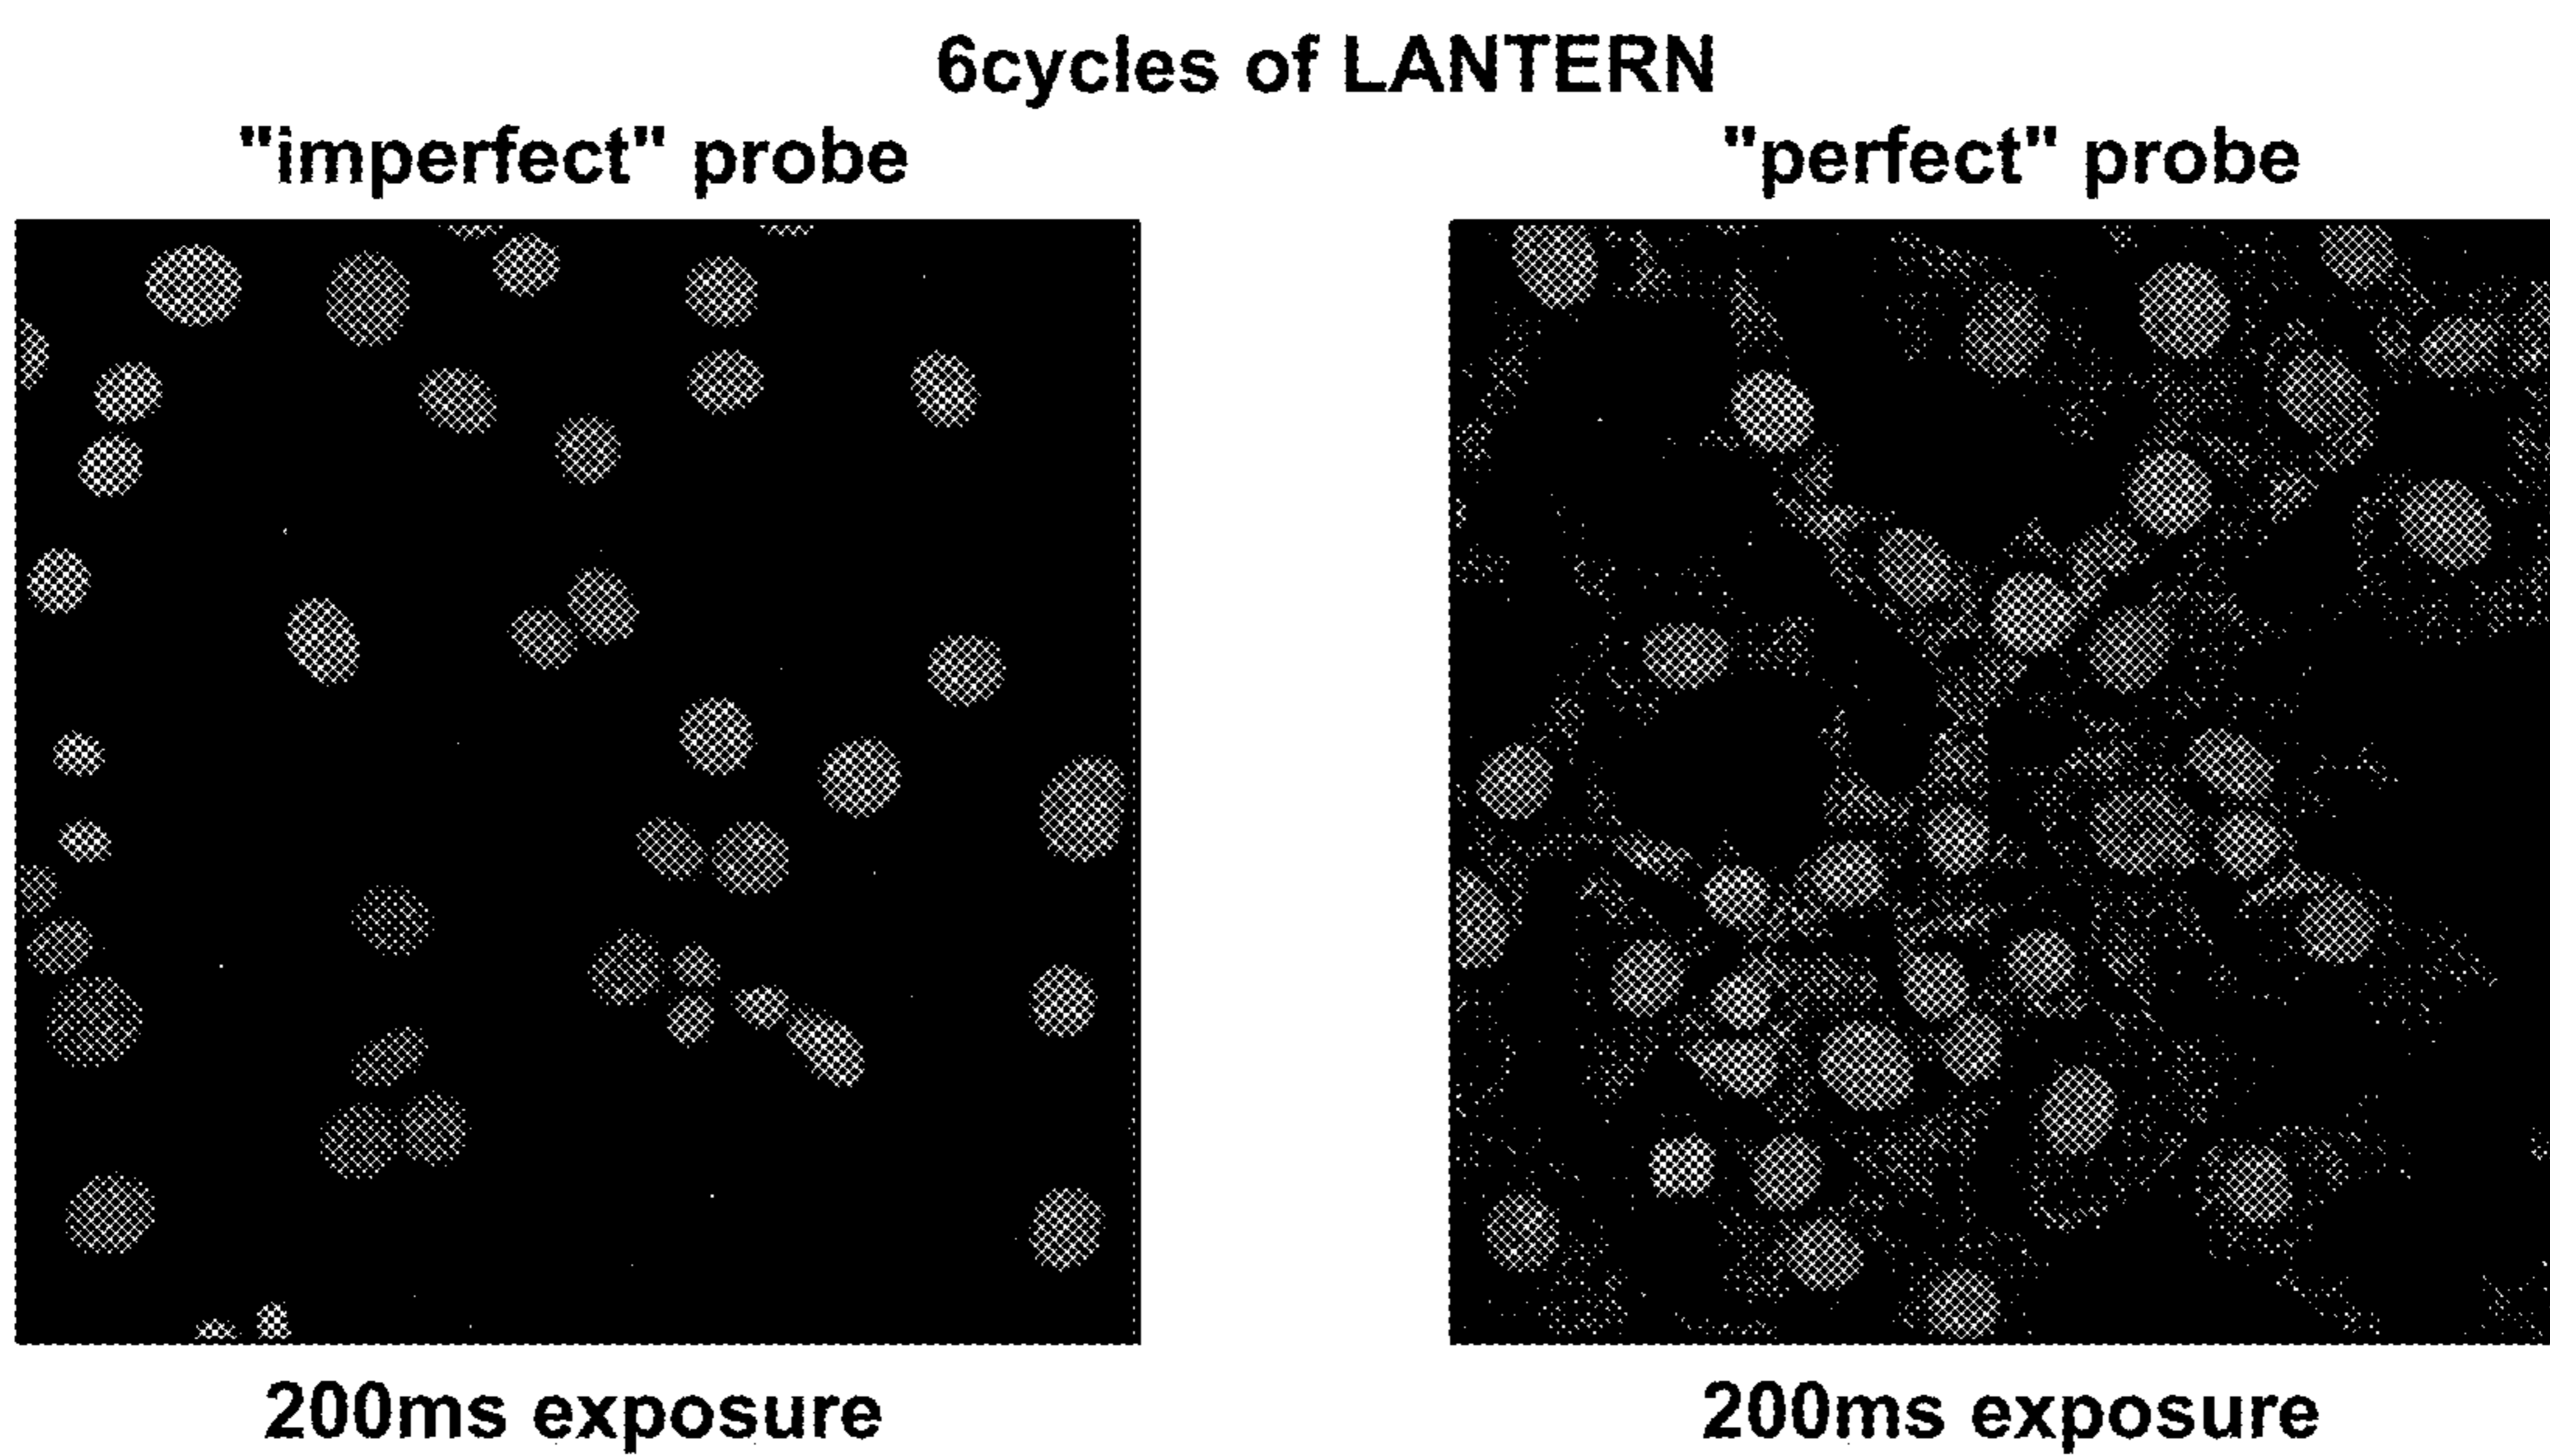 6cycles of LANTERN
"imperfect" probe
"perfect" probe
200ms exposure
200ms exposure